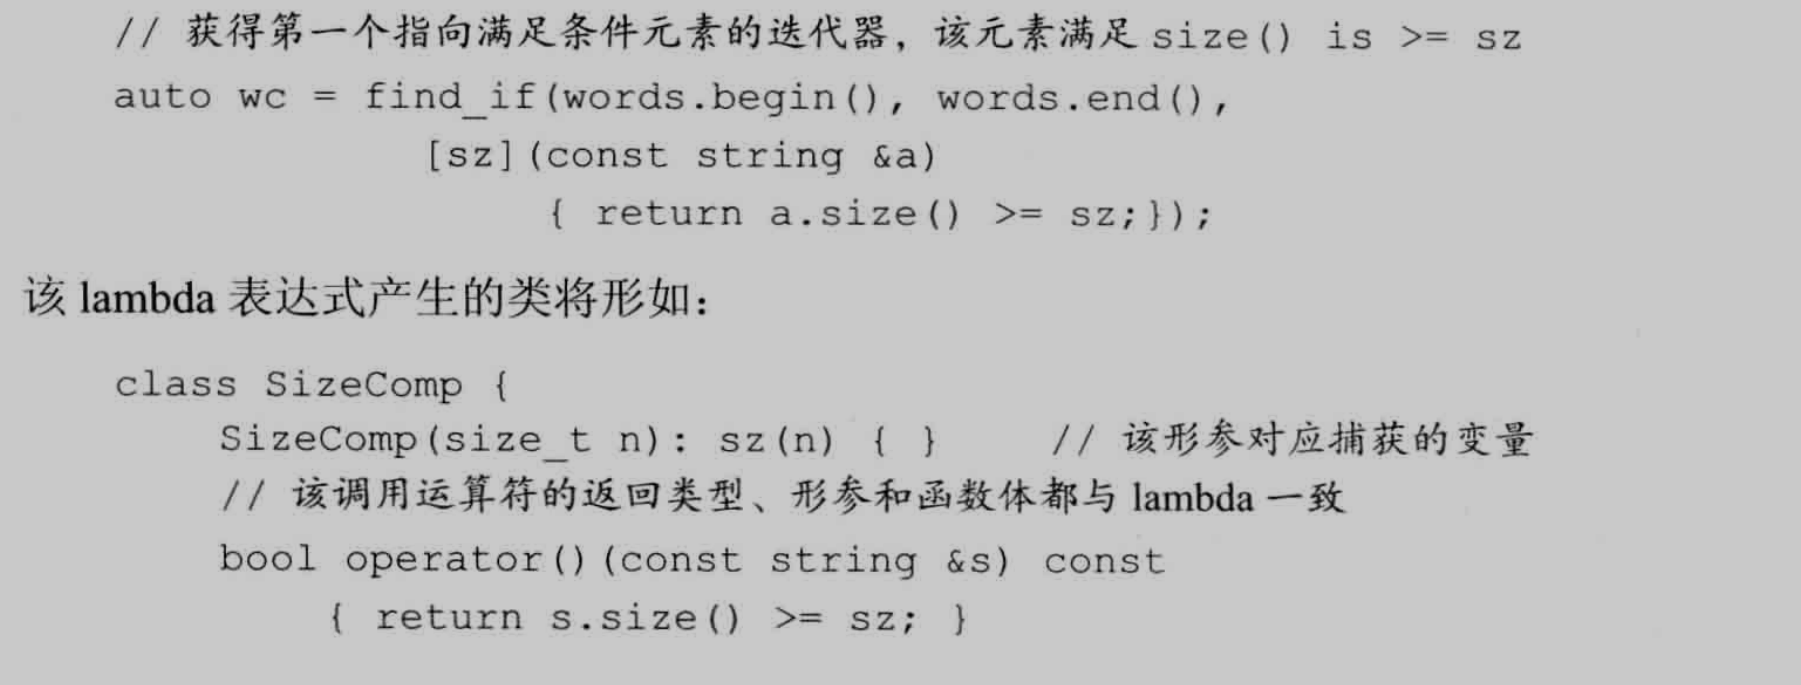 // 获得第一个指向满足条件元素的迭代器，该元素满足 size() is >= sz
auto wc = find_if(words.begin(), words.end(),
[sz](const string &a)
{ return a.size() >= sz;});
该 lambda 表达式产生的类将形如：
class SizeComp {
SizeComp(size_t n): sz(n) { } // 该形参对应捕获的变量
// 该调用运算符的返回类型、形参和函数体都与 lambda 一致
bool operator()(const string &s) const
{ return s.size() >= sz; }